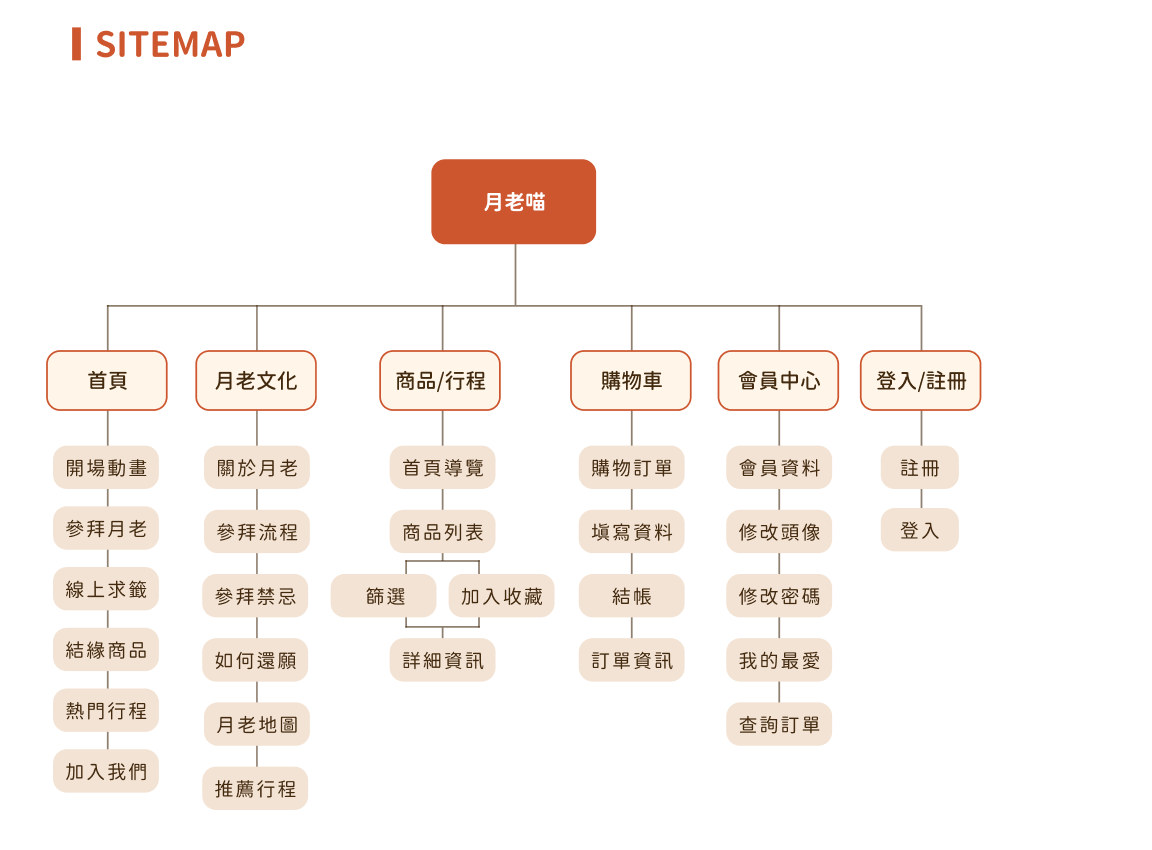 SITEMAP
月老喵
首頁
月老文化
商品/行程
購物車
會員中心
登入/註冊
開場動畫
參拜月老
線上求籤
結緣商品
熱門行程
加入我們
關於月老
參拜流程
參拜禁忌
如何還願
月老地圖
推薦行程
首頁導覽
商品列表
篩選
加入收藏
詳細資訊
購物訂單
填寫資料
結帳
訂單資訊
會員資料
修改頭像
修改密碼
我的最愛
查詢訂單
註冊
登入